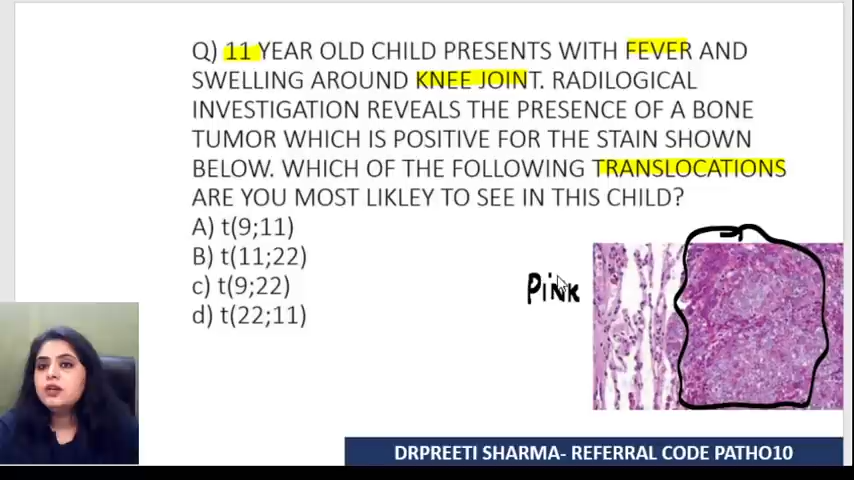 Q) 11 YEAR OLD CHILD PRESENTS WITH FEVER AND
SWELLING AROUND KNEE JOINT. RADILOGICAL
INVESTIGATION REVEALS THE PRESENCE OF A BONE
TUMOR WHICH IS POSITIVE FOR THE STAIN SHOWN
BELOW. WHICH OF THE FOLLOWING TRANSLOCATIONS
ARE YOU MOST LIKLEY TO SEE IN THIS CHILD?
A) t(9;11)
B) t(11;22)
c) t(9;22)
d) t(22;11)
Pink
DRPREETI SHARMA- REFERRAL CODE PATHO10